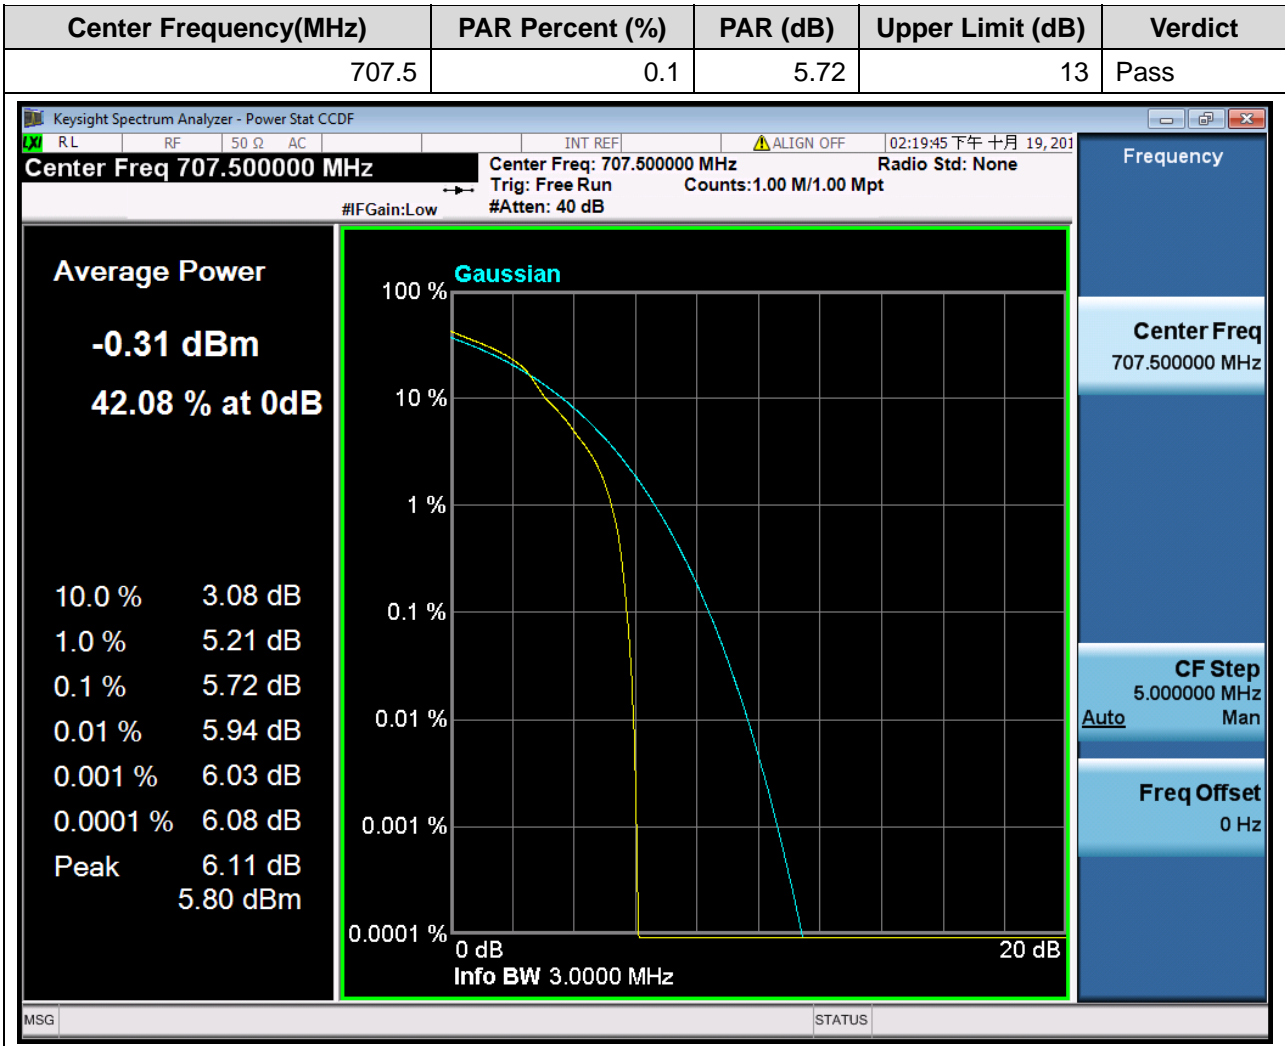 Center Frequency(MHz) PAR Percent (%) PAR (dB) Upper Limit (dB) Verdict
707.5 0.1 5.72 13 Pass
Keysight Spectrum Analyzer - Power Stat CCDF
LXI RL RF 50 Ω AC INT REF ALIGN OFF 02:19:45 下午 十月 19, 201
Center Freq 707.500000 MHz
Center Freq: 707.500000 MHz Radio Std: None
Trig: Free Run Counts:1.00 M/1.00 Mpt
#IFGain:Low #Atten: 40 dB
Average Power
-0.31 dBm
42.08 % at 0dB
10.0 % 3.08 dB
1.0 % 5.21 dB
0.1 % 5.72 dB
0.01 % 5.94 dB
0.001 % 6.03 dB
0.0001 % 6.08 dB
Peak 6.11 dB
5.80 dBm
Gaussian
100 %
10 %
1 %
0.1 %
0.01 %
0.001 %
0.0001 %
0 dB 20 dB
Info BW 3.0000 MHz
Frequency
Center Freq
707.500000 MHz
CF Step
5.000000 MHz
Auto Man
Freq Offset
0 Hz
MSG STATUS